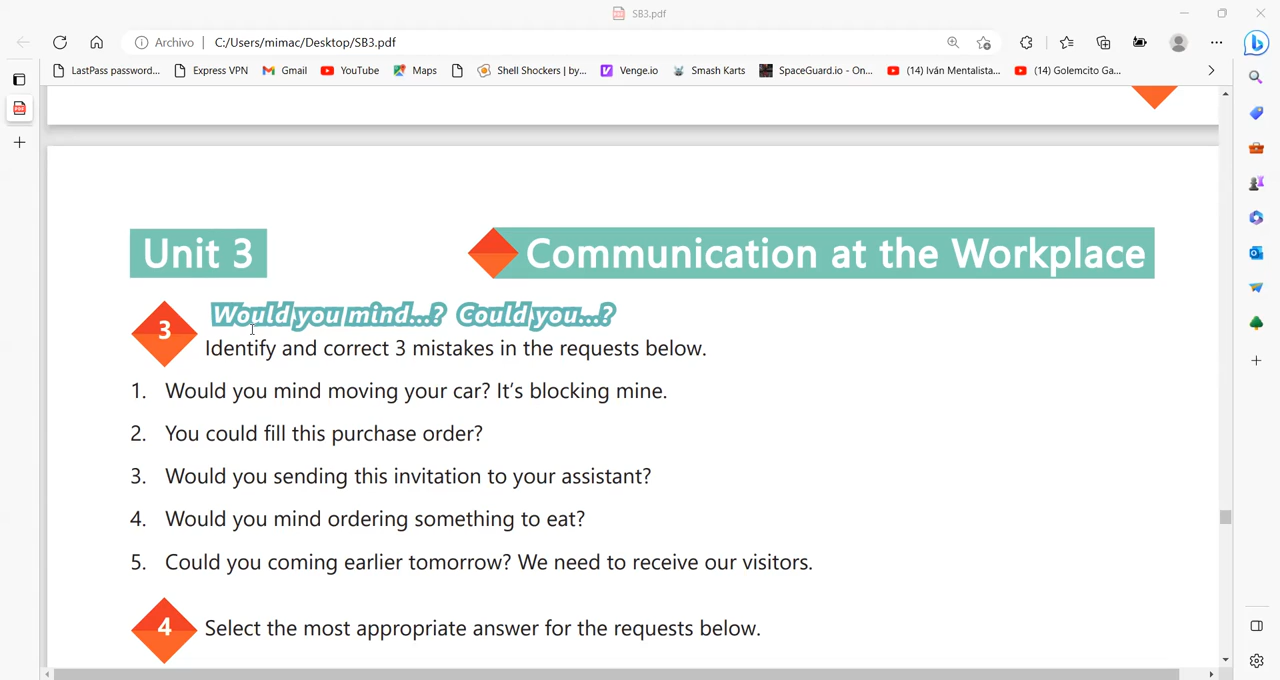 SB3.pdf
Archivo C:/Users/mimac/Desktop/SB3.pdf
LastPass password... Express VPN Gmail YouTube Maps Shell Shockers | by... Venge.io Smash Karts SpaceGuard.io - On... (14) Iván Mentalista... (14) Golemcito Ga...
Unit 3 Communication at the Workplace
3 Would you mind...? Could you...?
Identify and correct 3 mistakes in the requests below.
1. Would you mind moving your car? It's blocking mine.
2. You could fill this purchase order?
3. Would you sending this invitation to your assistant?
4. Would you mind ordering something to eat?
5. Could you coming earlier tomorrow? We need to receive our visitors.
4 Select the most appropriate answer for the requests below.